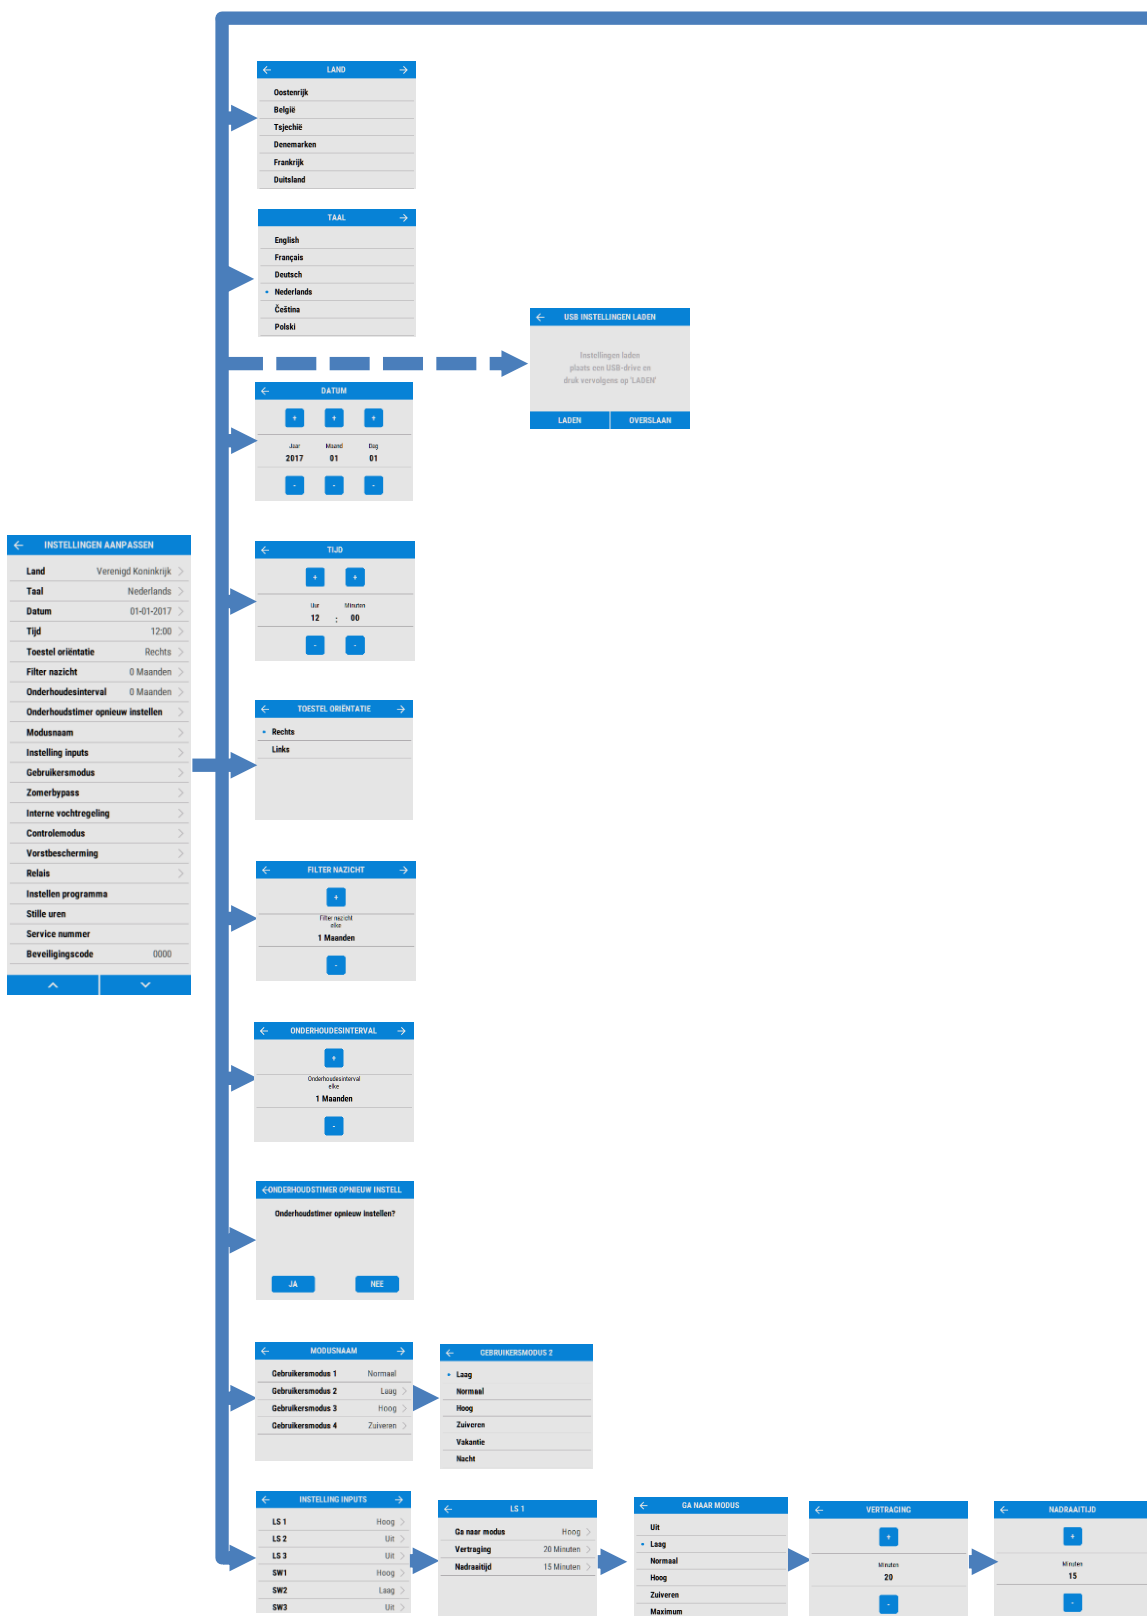 LAND
Oostenrijk
België
Tsjechië
Denemarken
Frankrijk
Duitsland
TAAL
English
Français
Deutsch
Nederlands
Čeština
Polski
USB INSTELLINGEN LADEN
Instellingen laden
plaats een USB-drive en
druk vervolgens op 'LADEN'
LADEN OVERSLAAN
DATUM
+ + +
Jaar Maand Dag
2017 01 01
- - -
INSTELLINGEN AANPASSEN
Land Verenigd Koninkrijk
Taal Nederlands
Datum 01-01-2017
Tijd 12:00
Toestel oriëntatie Rechts
Filter nazicht 0 Maanden
Onderhoudesinterval 0 Maanden
Onderhoudstimer opnieuw instellen
Modusnaam
Instelling inputs
Gebruikersmodus
Zomerbypass
Interne vochtregeling
Controlemodus
Vorstbescherming
Relais
Instellen programma
Stille uren
Service nummer
Beveiligingscode 0000
TIJD
+ +
Uur Minuten
12 : 00
- -
TOESTEL ORIËNTATIE
Rechts
Links
FILTER NAZICHT
+
Filter nazicht
elke
1 Maanden
-
ONDERHOUDESINTERVAL
+
Onderhoudesinterval
elke
1 Maanden
-
ONDERHOUDSTIMER OPNIEUW INSTELL
Onderhoudstimer opnieuw instellen?
JA NEE
MODUSNAAM
Gebruikersmodus 1 Normaal
Gebruikersmodus 2 Laag
Gebruikersmodus 3 Hoog
Gebruikersmodus 4 Zuiveren
GEBRUIKERSMODUS 2
Laag
Normaal
Hoog
Zuiveren
Vakantie
Nacht
INSTELLING INPUTS
LS 1 Hoog
LS 2 Uit
LS 3 Uit
SW1 Hoog
SW2 Laag
SW3 Uit
LS 1
Ga naar modus Hoog
Vertraging 20 Minuten
Nadraaitijd 15 Minuten
GA NAAR MODUS
Uit
Laag
Normaal
Hoog
Zuiveren
Maximum
VERTRAGING
+
Minuten
20
-
NADRAAITIJD
+
Minuten
15
-